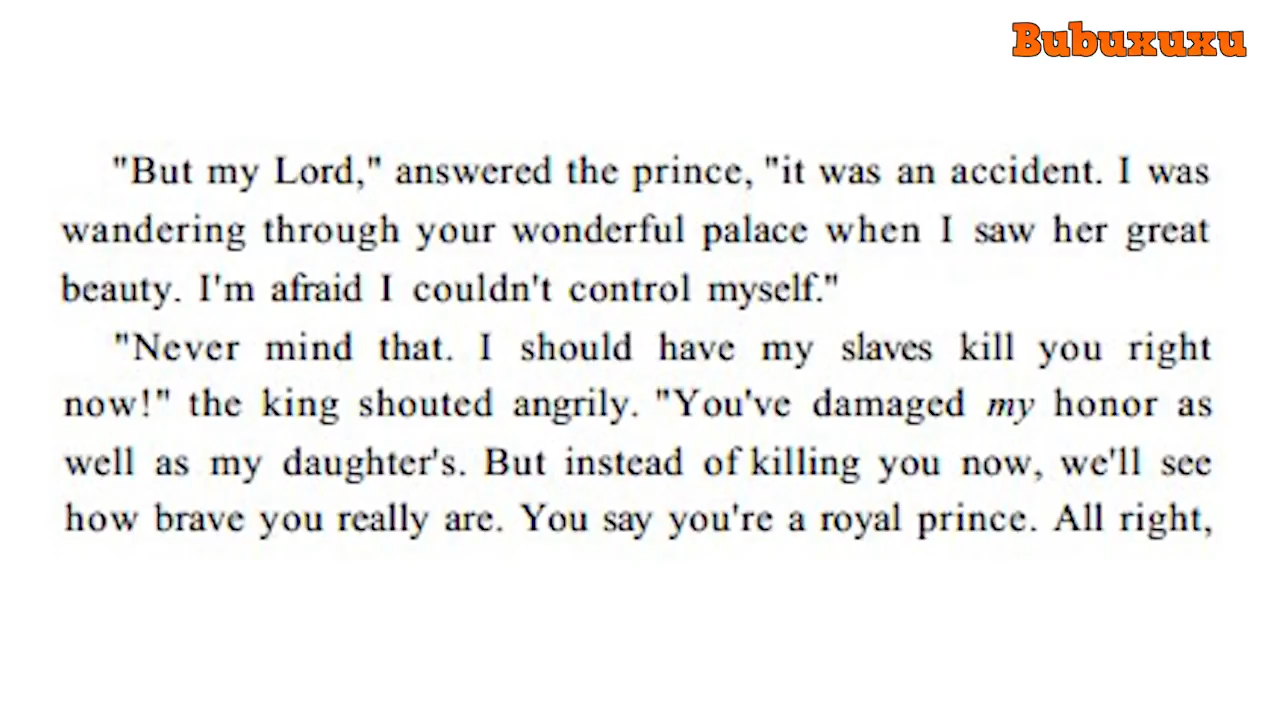 Bubuxuxu
"But my Lord," answered the prince, "it was an accident. I was
wandering through your wonderful palace when I saw her great
beauty. I'm afraid I couldn't control myself."
"Never mind that. I should have my slaves kill you right
now!" the king shouted angrily. "You've damaged my honor as
well as my daughter's. But instead of killing you now, we'll see
how brave you really are. You say you're a royal prince. All right,